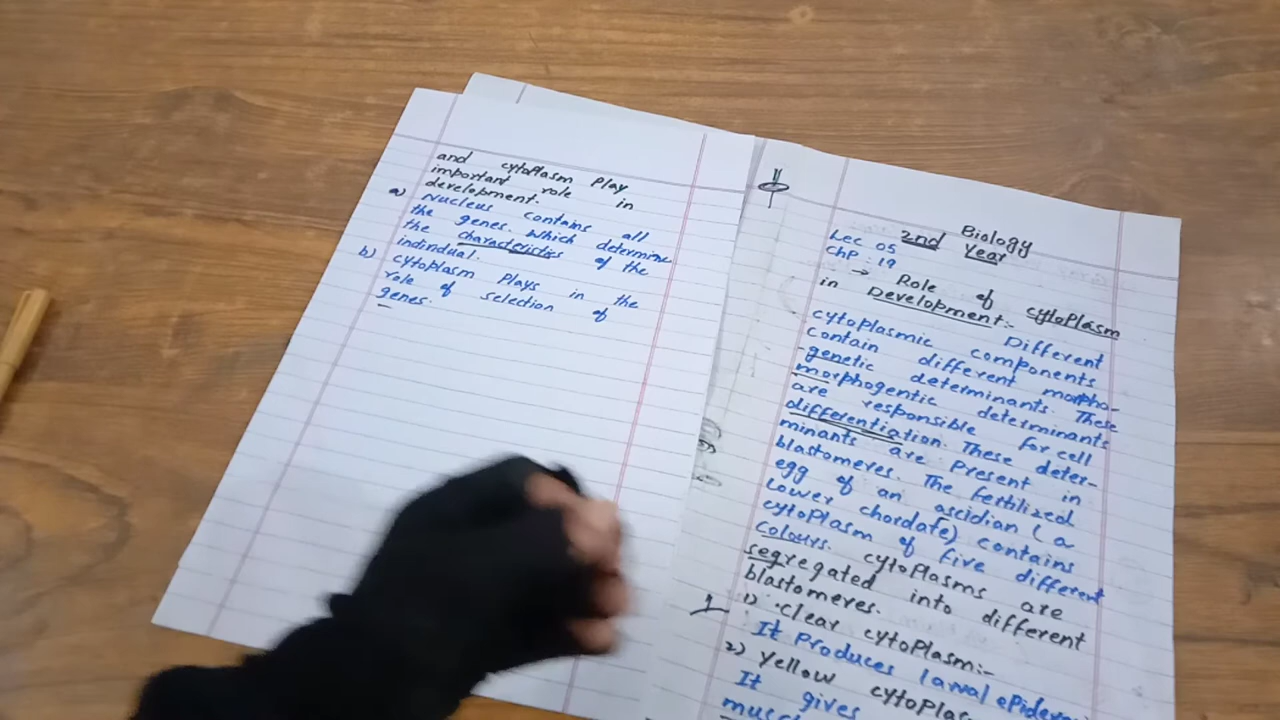 and cytoplasm play
important role in
development.
a) Nucleus contains all
the genes. Which determine
the characteristics of the
individual.
b) cytoplasm plays in the
role of selection of
genes.
Biology
2nd Year
Lec 05
Chp : 19
→ Role of cytoplasm
in Development:-
Different
cytoplasmic components
contain different morpho-
-genetic determinants. These
morphogentic determinants
are responsible for cell
differentiation. These deter-
minants are present in
blastomeres. The fertilized
egg of an ascidian (a
lower chordate) contains
cytoplasm of five different
colours. cytoplasms are
segregated into different
blastomeres.
1) clear cytoplasm:-
It produces larval
2) Yellow
It gives